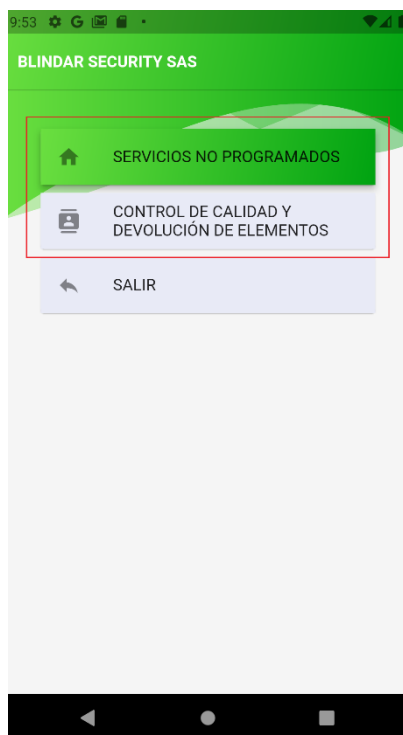 9:53
BLINDAR SECURITY SAS
SERVICIOS NO PROGRAMADOS
CONTROL DE CALIDAD Y
DEVOLUCIÓN DE ELEMENTOS
SALIR